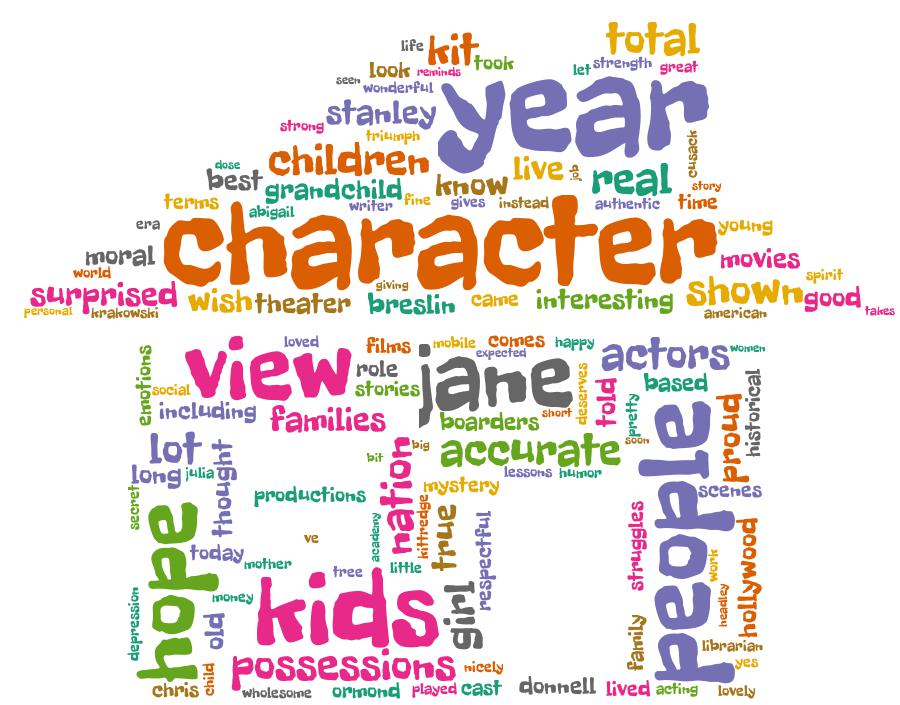 life
kit
took
total
look
reminds
let
strength
great
seen
wonderful
year
stanley
strong
triumph
cusack
children
dose
best
grandchild
know
live
job
real
story
terms
abigail
writer
fine
gives
instead
authentic
time
era
character
young
moral
movies
world
giving
spirit
surprised
wish
theater
breslin
came
interesting
shown
good
personal
krakowski
american
takes
emotions
loved
films
mobile
comes
happy
expected
actors
women
view
role
jane
social
stories
deserves
told
based
including
families
boarders
short
pretty
people
proud
historical
lot
thought
bit
nation
big
accurate
soon
long
julia
lessons
humor
secret
productions
mystery
scenes
hope
academy
kittredge
true
respectful
struggles
ve
today
mother
tree
little
work
hollywood
depression
money
kids
girl
headley
old
family
librarian
possessions
nicely
yes
chris
child
wholesome
ormond
played
cast
donnell
lived
acting
lovely